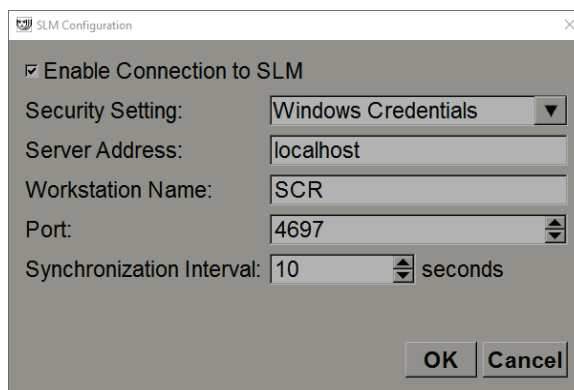 SLM Configuration
Enable Connection to SLM
Security Setting: Windows Credentials
Server Address: localhost
Workstation Name: SCR
Port: 4697
Synchronization Interval: 10 seconds
OK Cancel